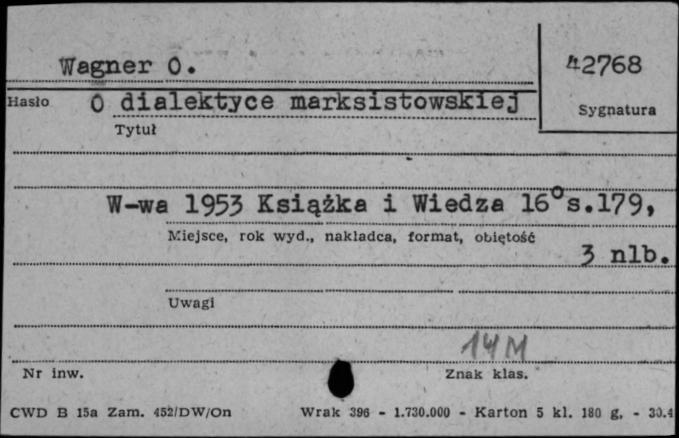 Wagner O.
42768
Hasło
O dialektyce marksistowskiej
Sygnatura
Tytuł
W-wa 1953 Książka i Wiedza 16° s.179,
Miejsce, rok wyd., nakładca, format, objętość
3 nlb.
Uwagi
14M
Nr inw.
Znak klas.
CWD B 15a Zam. 452/DW/On Wrak 396 - 1.730.000 - Karton 5 kl. 180 g. - 30.4